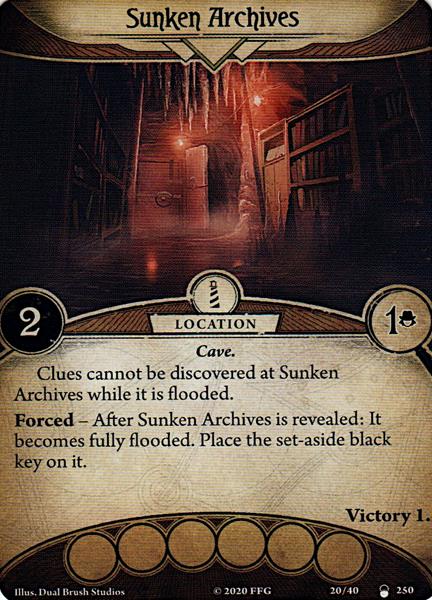 Sunken Archives
2
1
LOCATION
Cave.
Clues cannot be discovered at Sunken
Archives while it is flooded.
Forced – After Sunken Archives is revealed: It
becomes fully flooded. Place the set-aside black
key on it.
Victory 1.
Illus. Dual Brush Studios © 2020 FFG 20/40 250